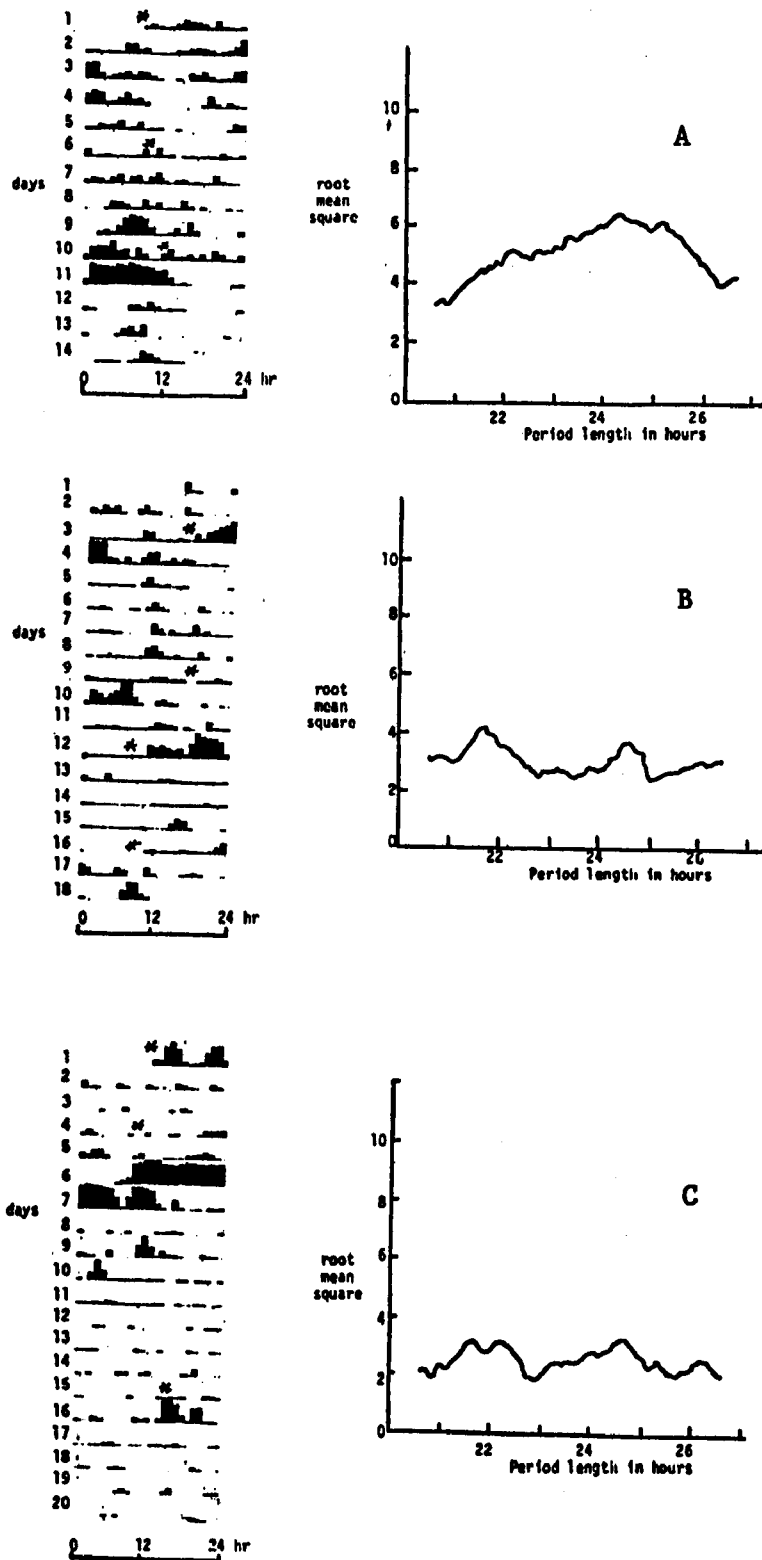 1 *
2
3
4
5
6 *
7
8
9
10 *
11
12
13
14
days
0 12 24 hr
A
root
mean
square
10
8
6
4
2
0
22 24 26
Period length in hours
1
2
3 *
4
5
6
7
8
9 *
10
11
12 *
13
14
15
16 *
17
18
days
0 12 24 hr
B
root
mean
square
10
8
6
4
2
0
22 24 26
Period length in hours
1 *
2
3
4 *
5
6
7
8
9
10
11
12
13
14
15 *
16
17
18
19
20
days
0 12 24 hr
C
root
mean
square
10
8
6
4
2
0
22 24 26
Period length in hours